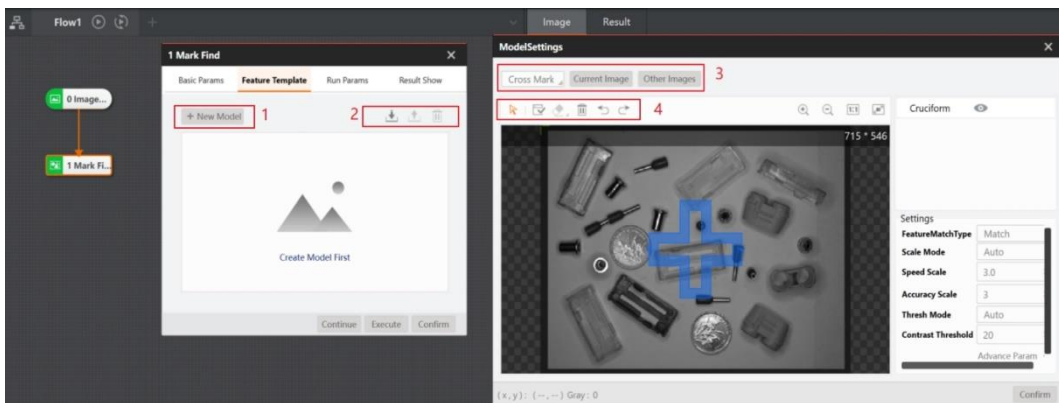 Flow1
Image
Result
0 Image...
1 Mark Fi...
1 Mark Find
Basic Params
Feature Template
Run Params
Result Show
+ New Model
1
2
Create Model First
Continue
Execute
Confirm
ModelSettings
Cross Mark
Current Image
Other Images
3
4
1:1
715 * 546
Cruciform
Settings
FeatureMatchType Match
Scale Mode Auto
Speed Scale 3.0
Accuracy Scale 3
Thresh Mode Auto
Contrast Threshold 20
Advance Param
(x,y): (--,--) Gray: 0
Confirm